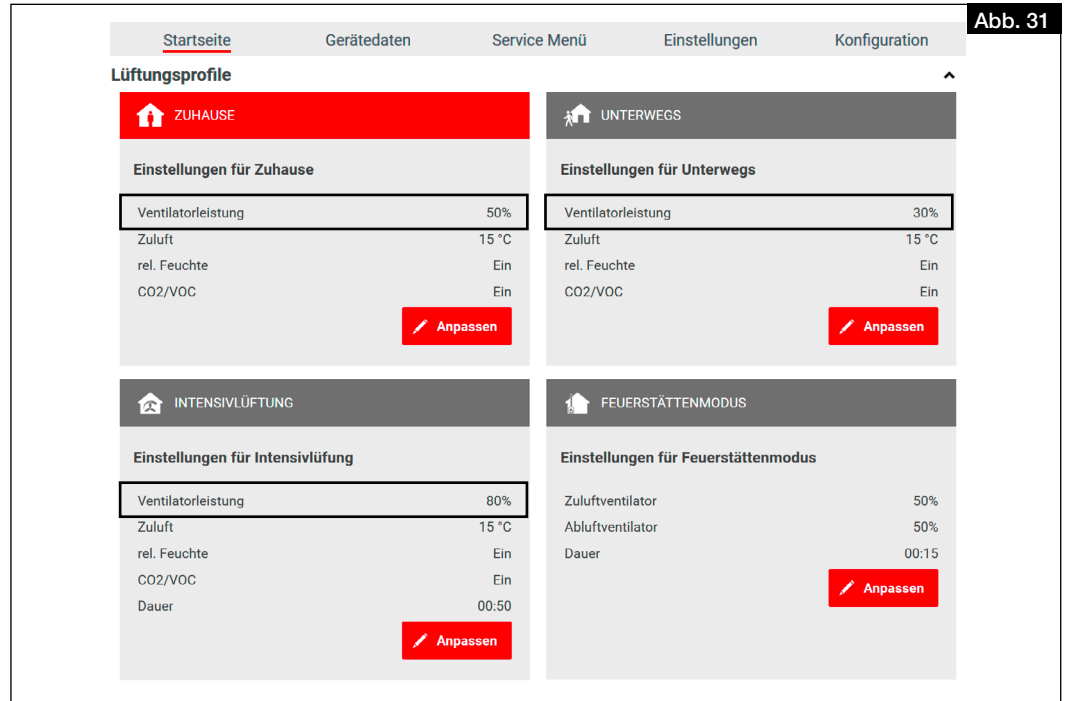 Abb. 31
Startseite Gerätedaten Service Menü Einstellungen Konfiguration
Lüftungsprofile
ZUHAUSE
Einstellungen für Zuhause
Ventilatorleistung 50%
Zuluft 15 °C
rel. Feuchte Ein
CO2/VOC Ein
Anpassen
UNTERWEGS
Einstellungen für Unterwegs
Ventilatorleistung 30%
Zuluft 15 °C
rel. Feuchte Ein
CO2/VOC Ein
Anpassen
INTENSIVLÜFTUNG
Einstellungen für Intensivlüfung
Ventilatorleistung 80%
Zuluft 15 °C
rel. Feuchte Ein
CO2/VOC Ein
Dauer 00:50
Anpassen
FEUERSTÄTTENMODUS
Einstellungen für Feuerstättenmodus
Zuluftventilator 50%
Abluftventilator 50%
Dauer 00:15
Anpassen